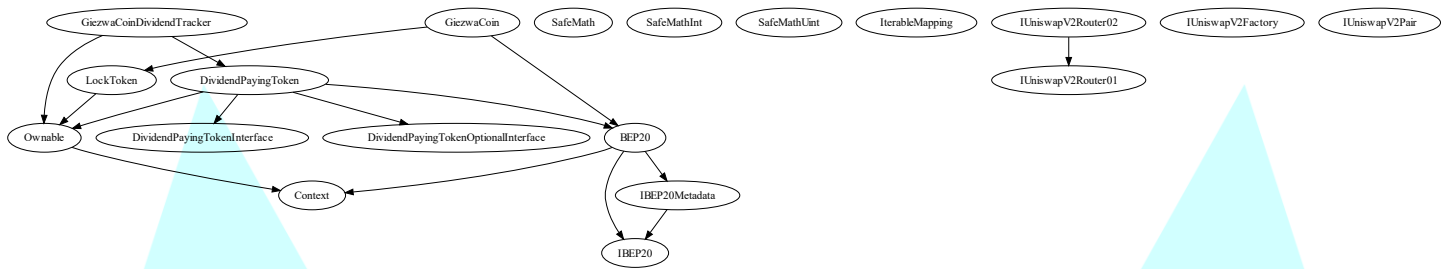 GiezwaCoinDividendTracker
GiezwaCoin
SafeMath
SafeMathInt
SafeMathUint
IterableMapping
IUniswapV2Router02
IUniswapV2Factory
IUniswapV2Pair
LockToken
DividendPayingToken
IUniswapV2Router01
Ownable
DividendPayingTokenInterface
DividendPayingTokenOptionalInterface
BEP20
Context
IBEP20Metadata
IBEP20